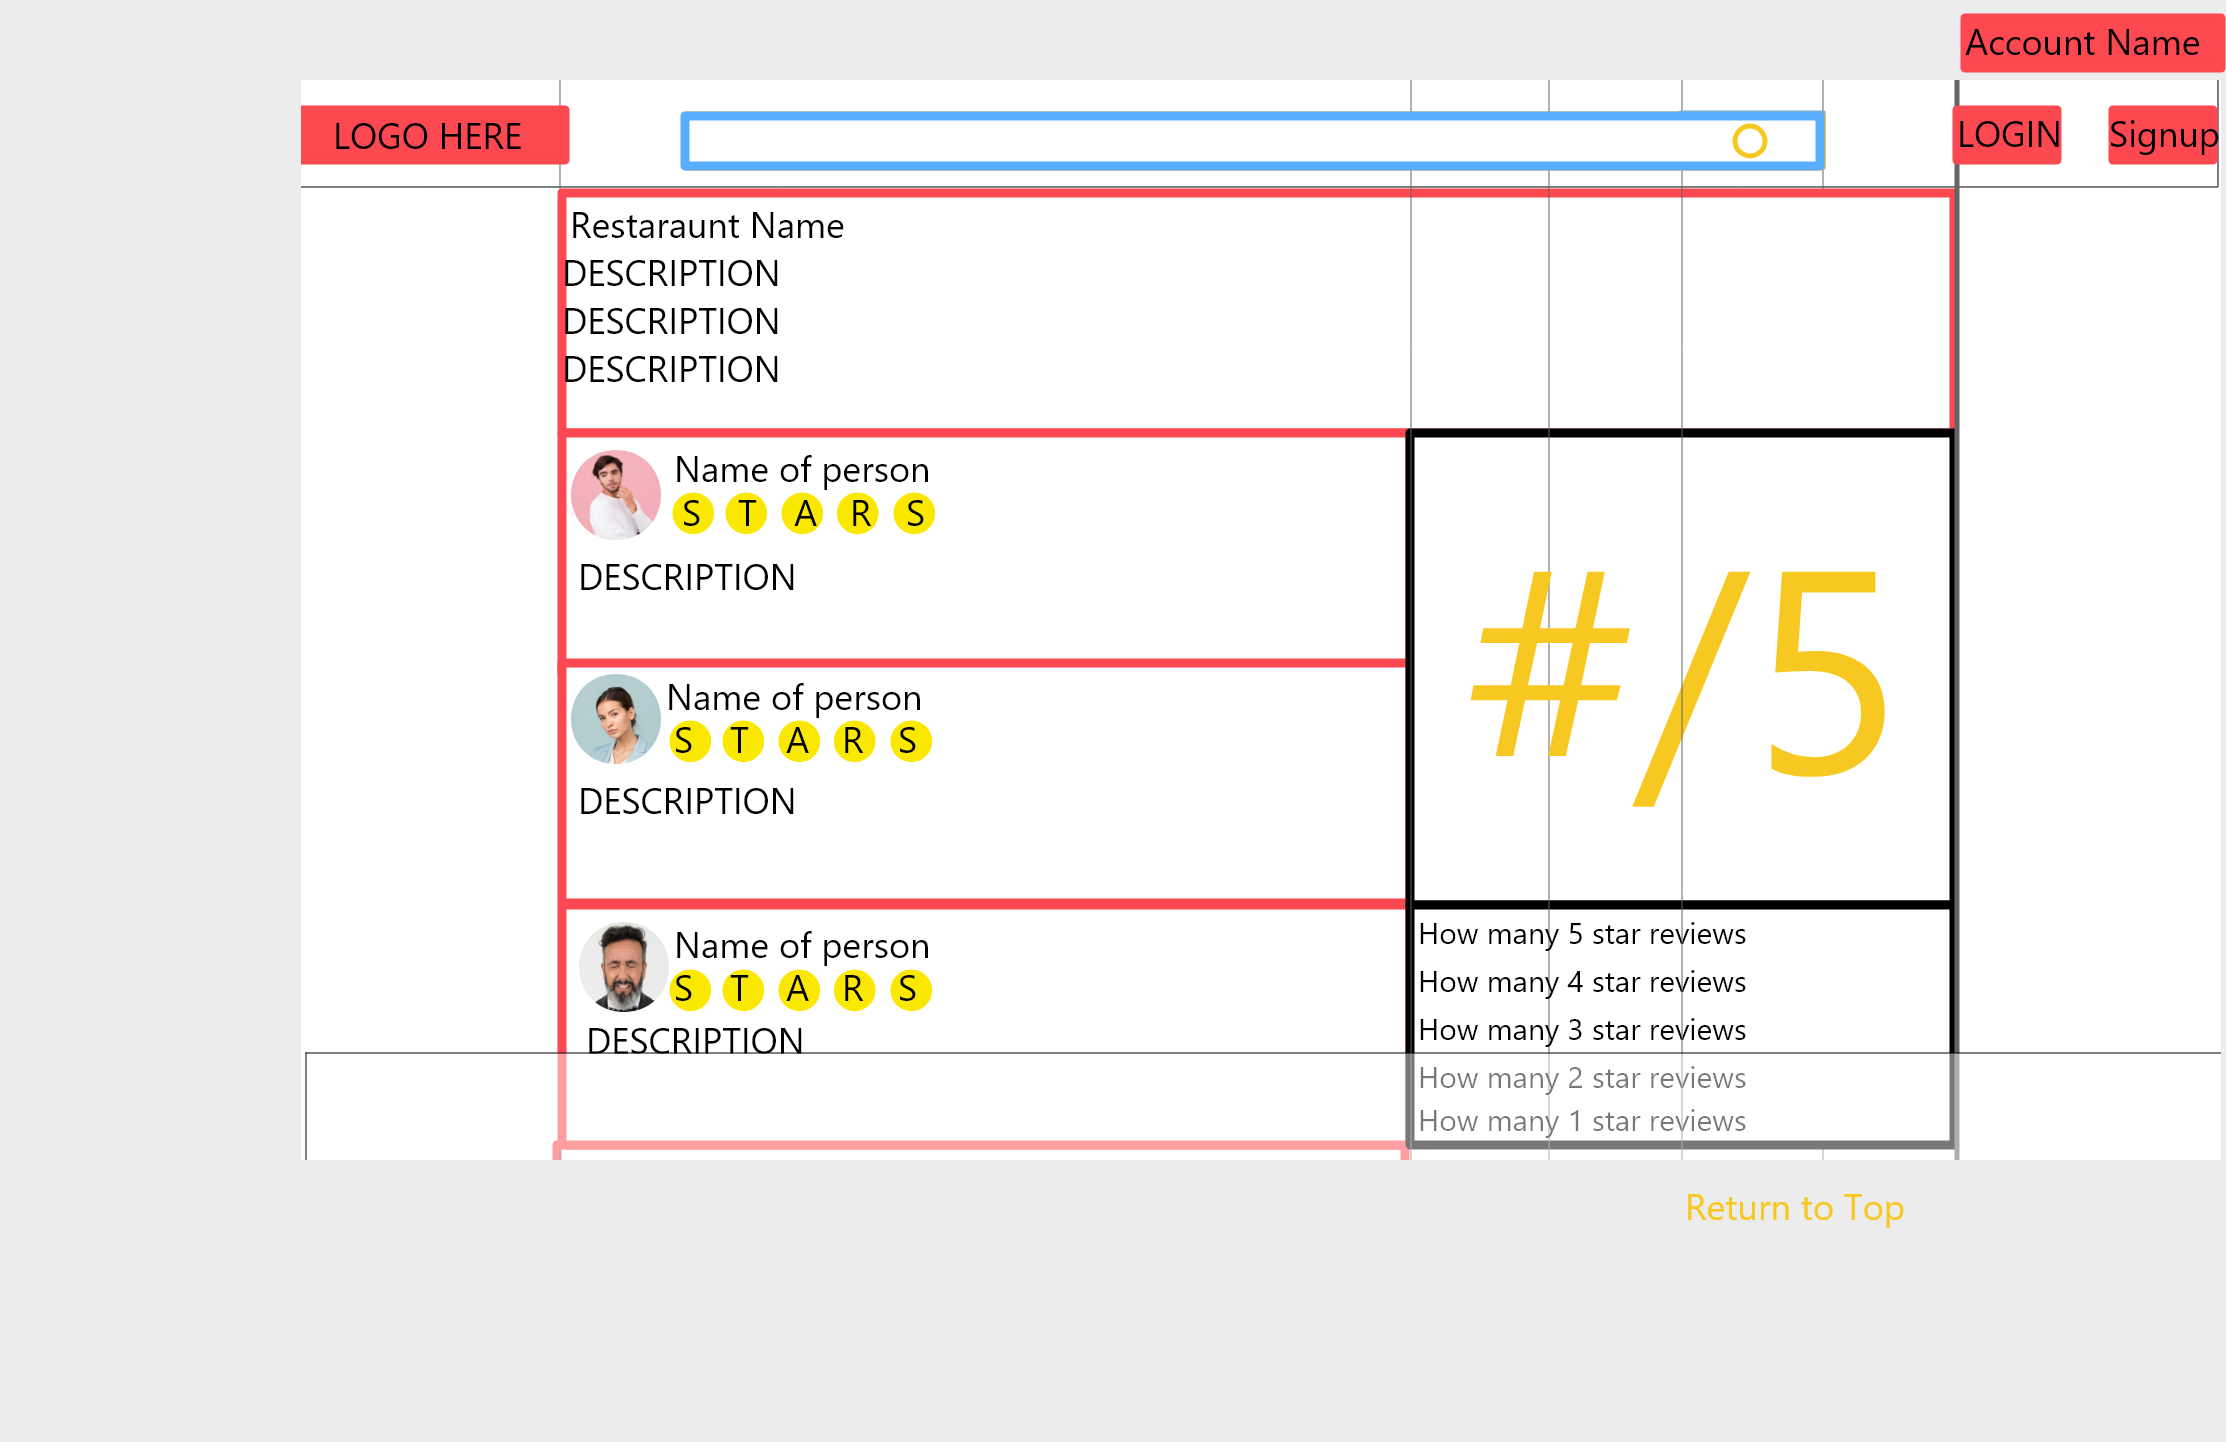 Account Name
LOGO HERE
LOGIN
Signup
Restaraunt Name
DESCRIPTION
DESCRIPTION
DESCRIPTION
Name of person
S T A R S
DESCRIPTION
#/5
Name of person
S T A R S
DESCRIPTION
Name of person
S T A R S
DESCRIPTION
How many 5 star reviews
How many 4 star reviews
How many 3 star reviews
How many 2 star reviews
How many 1 star reviews
Return to Top